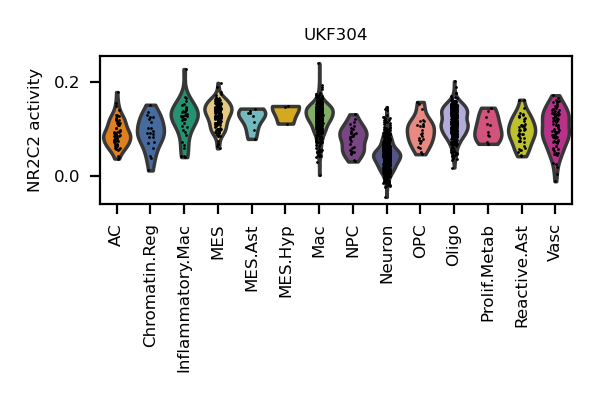 UKF304
NR2C2 activity
0.2
0.0
AC
Chromatin.Reg
Inflammatory.Mac
MES
MES.Ast
MES.Hyp
Mac
NPC
Neuron
OPC
Oligo
Prolif.Metab
Reactive.Ast
Vasc